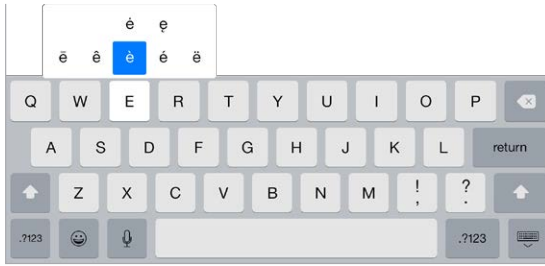 ė ę
ē ê è é ë
Q W E R T Y U I O P
A S D F G H J K L return
Z X C V B N M ! , ? .
.?123 .?123